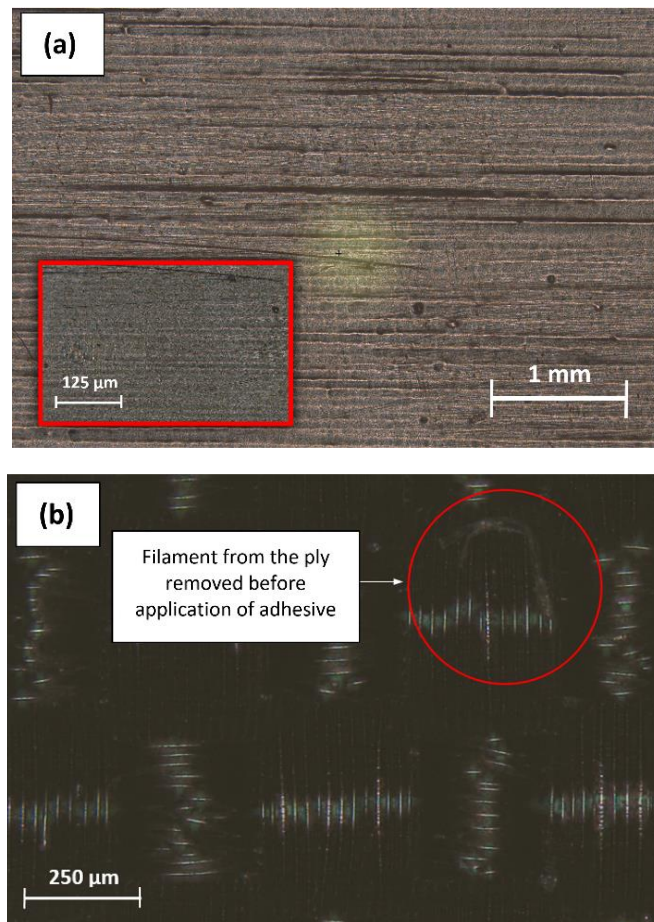 (a)
125 µm
1 mm
(b)
Filament from the ply
removed before
application of adhesive
250 µm